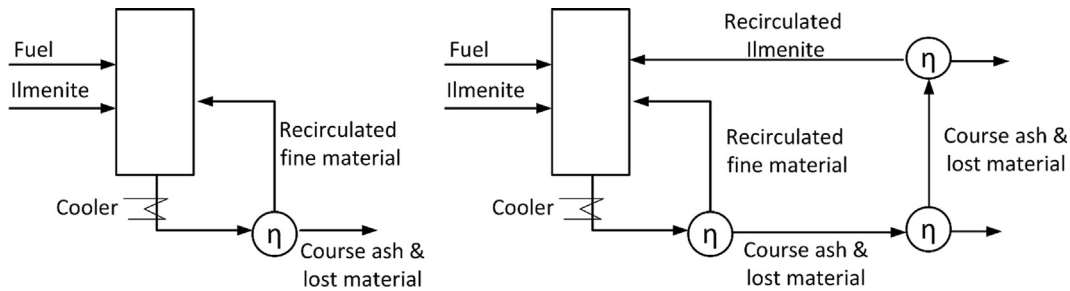 Fuel
Ilmenite
Recirculated
fine material
Cooler
η
Course ash &
lost material
Recirculated
Ilmenite
η
Fuel
Ilmenite
Course ash &
lost material
Recirculated
fine material
Cooler
η
η
Course ash &
lost material